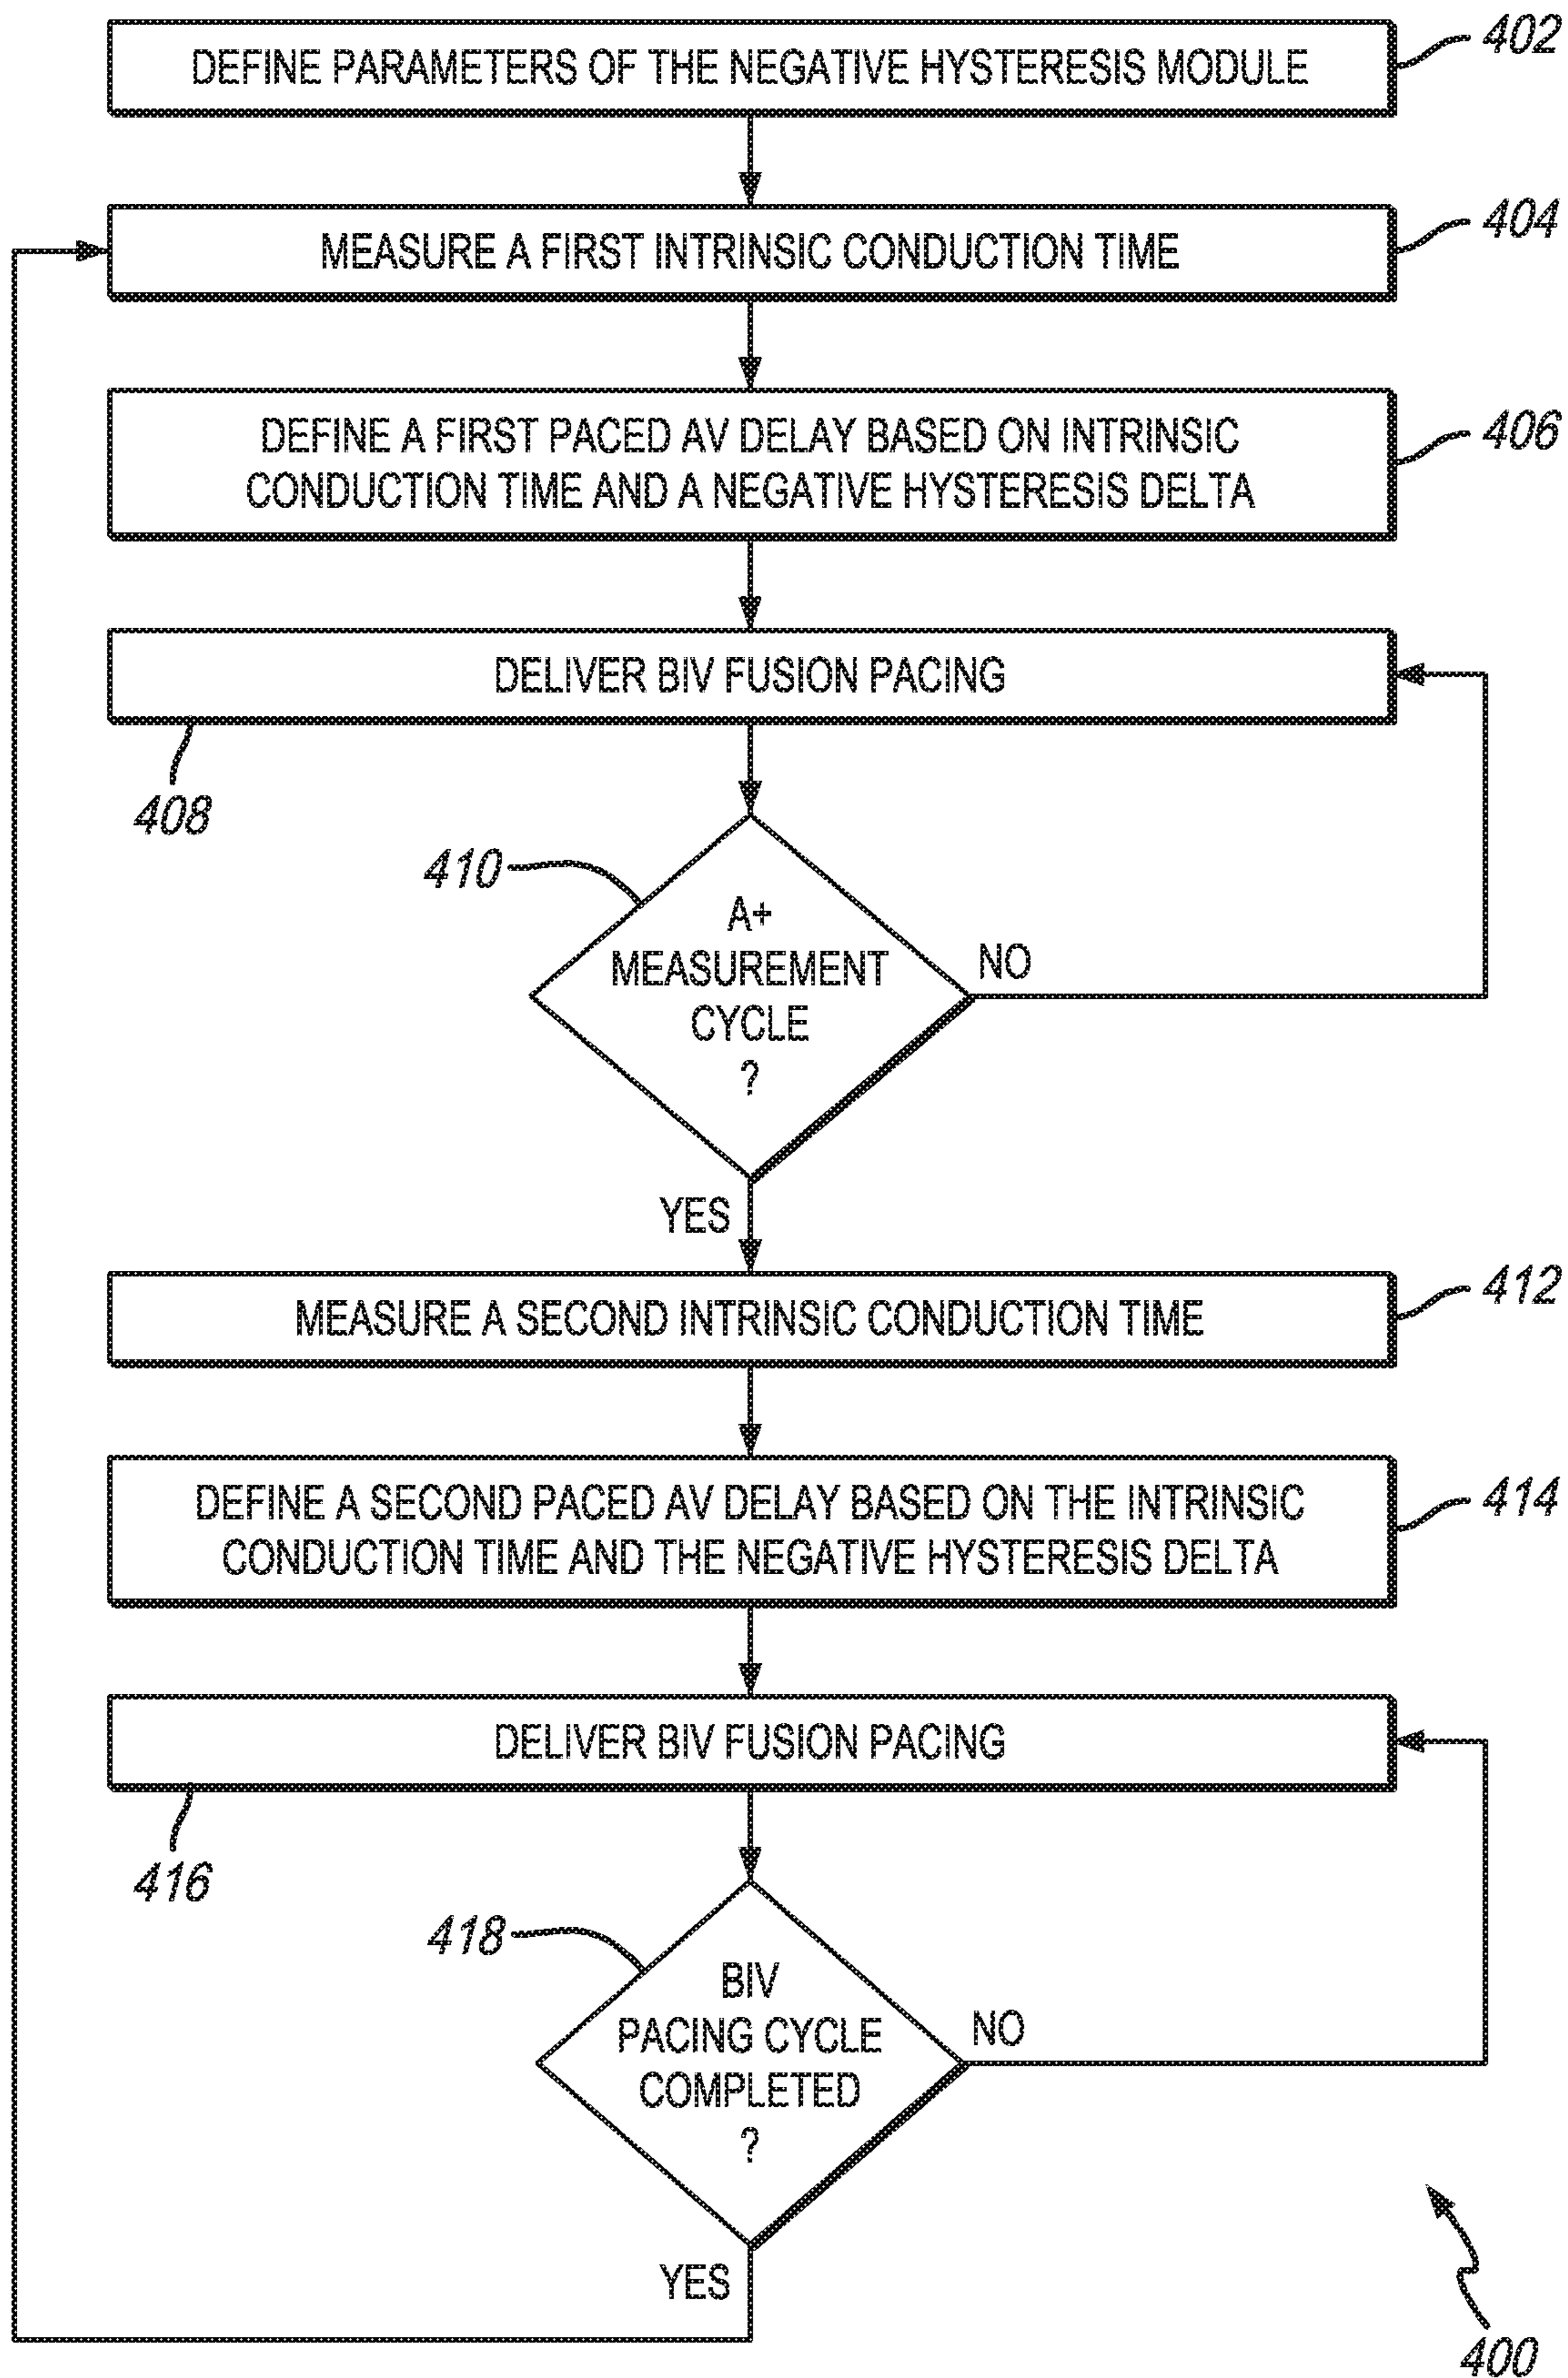 DEFINE PARAMETERS OF THE NEGATIVE HYSTERESIS MODULE
402
MEASURE A FIRST INTRINSIC CONDUCTION TIME
404
DEFINE A FIRST PACED AV DELAY BASED ON INTRINSIC
CONDUCTION TIME AND A NEGATIVE HYSTERESIS DELTA
406
DELIVER BIV FUSION PACING
408
410
A+
MEASUREMENT
CYCLE
?
NO
YES
MEASURE A SECOND INTRINSIC CONDUCTION TIME
412
DEFINE A SECOND PACED AV DELAY BASED ON THE INTRINSIC
CONDUCTION TIME AND THE NEGATIVE HYSTERESIS DELTA
414
DELIVER BIV FUSION PACING
416
418
BIV
PACING CYCLE
COMPLETED
?
NO
YES
400